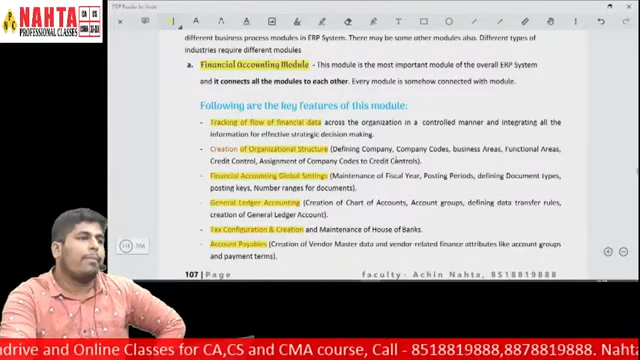 NAHTA
PROFESSIONAL CLASSES
CA
CS
CMA
different business process modules in ERP System. There may be some other modules also. Different types of
industries require different modules
a. Financial Accounting Module - This module is the most important module of the overall ERP System
and it connects all the modules to each other. Every module is somehow connected with module.
Following are the key features of this module:
- Tracking of flow of financial data across the organization in a controlled manner and integrating all the information for effective strategic decision making.
- Creation of Organizational Structure (Defining Company, Company Codes, business Areas, Functional Areas,
Credit Control, Assignment of Company Codes to Credit Controls).
- Financial Accounting Global Settings (Maintenance of Fiscal Year, Posting Periods, defining Document types,
posting keys, Number ranges for documents).
- General Ledger Accounting (Creation of Chart of Accounts, Account groups, defining data transfer rules,
creation of General Ledger Account).
- Tax Configuration & Creation and Maintenance of House of Banks.
- Account Payables (Creation of Vendor Master data and vendor-related finance attributes like account groups
and payment terms).
107 | Page faculty- Achin Nahta, 8518819888
adrive and Online Classes for CA,CS and CMA course, Call - 8518819888,8878819888. Nahta